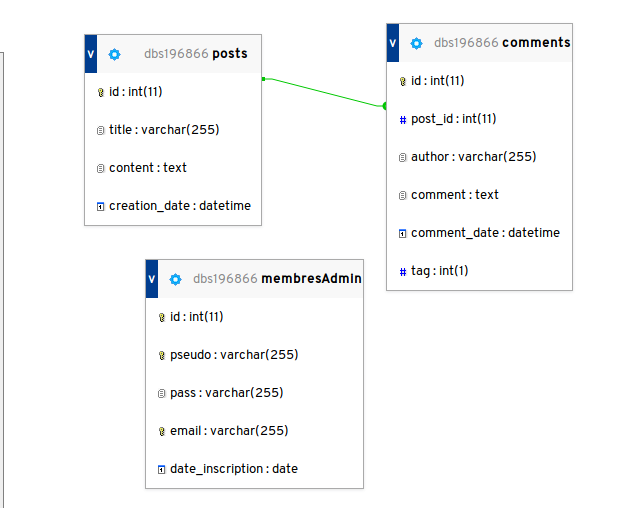 v dbs196866 posts
id : int(11)
title : varchar(255)
content : text
creation_date : datetime
v dbs196866 comments
id : int(11)
# post_id : int(11)
author : varchar(255)
comment : text
comment_date : datetime
# tag : int(1)
v dbs196866 membresAdmin
id : int(11)
pseudo : varchar(255)
pass : varchar(255)
email : varchar(255)
date_inscription : date